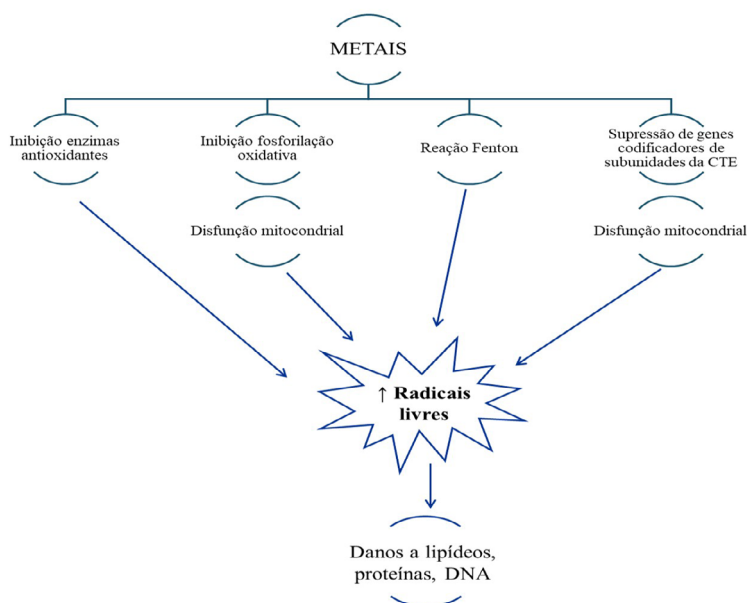 METAIS
Inibição enzimas
antioxidantes
Inibição fosforilação
oxidativa
Reação Fenton
Supressão de genes
codificadores de
subunidades da CTE
Disfunção mitocondrial
Disfunção mitocondrial
↑ Radicais
livres
Danos a lipídeos,
proteínas, DNA